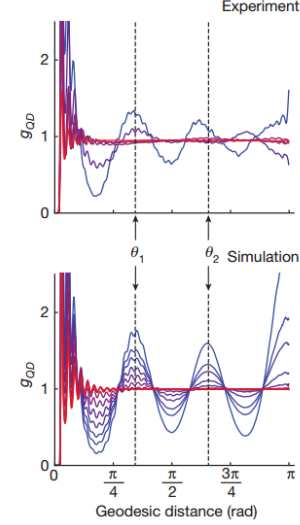 Experiment
2
g_QD
1
0
θ₁ θ₂ Simulation
2
g_QD
1
0
0 π/4 π/2 3π/4 π
Geodesic distance (rad)